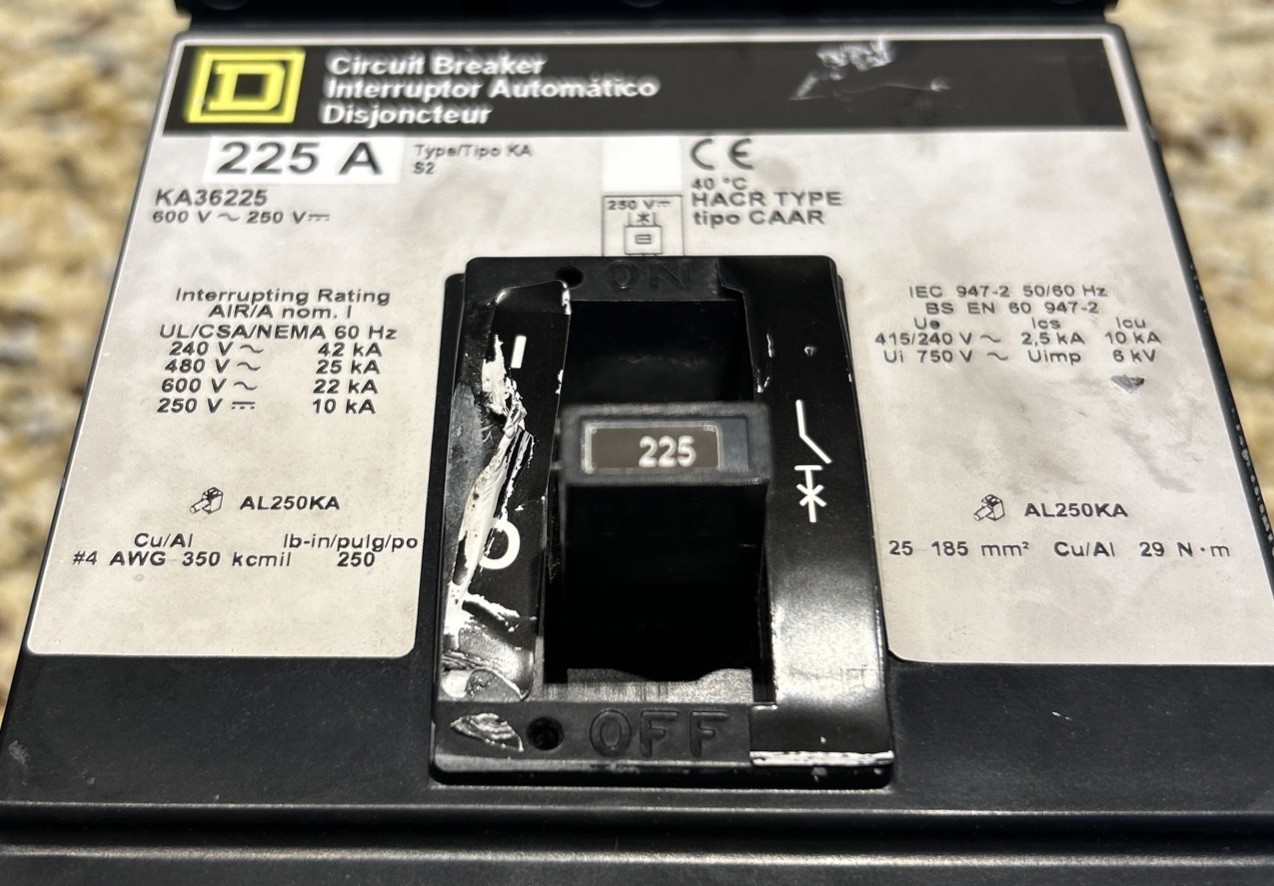 D
Circuit Breaker
Interruptor Automático
Disjoncteur
225 A
Type/Tipo KA
S2
KA36225
600 V ~ 250 V⎓
CE
40 °C
HACR TYPE
tipo CAAR
250 V⎓
Interrupting Rating
AIR/A nom. I
UL/CSA/NEMA 60 Hz
240 V ~ 42 kA
480 V ~ 25 kA
600 V ~ 22 kA
250 V ⎓ 10 kA
AL250KA
Cu/Al lb-in/pulg/po
#4 AWG 350 kcmil 250
ON
I
225
O
OFF
IEC 947-2 50/60 Hz
BS EN 60 947-2
Ue Ics Icu
415/240 V ~ 2,5 kA 10 kA
Ui 750 V ~ Uimp 6 kV
AL250KA
25 185 mm² Cu/Al 29 N·m